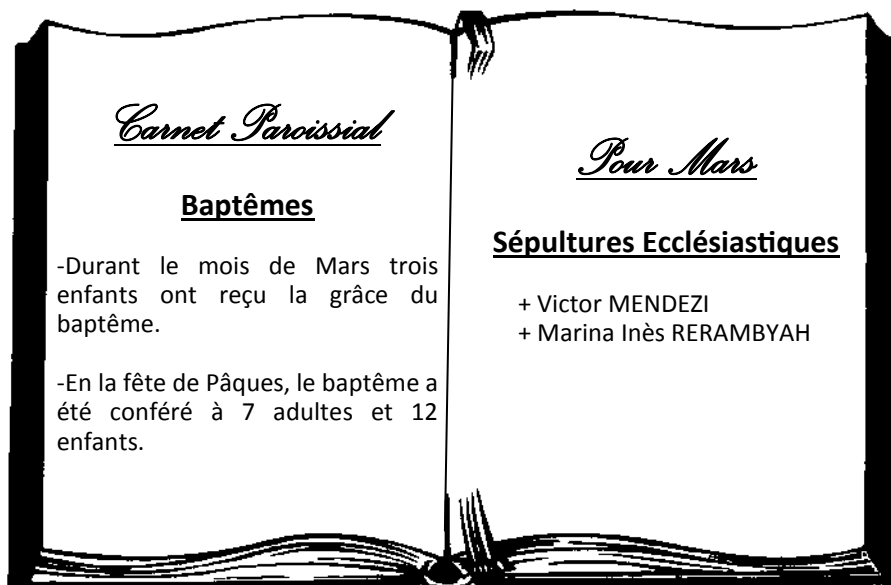 Carnet Paroissial
Baptêmes
-Durant le mois de Mars trois
enfants ont reçu la grâce du
baptême.
-En la fête de Pâques, le baptême a
été conféré à 7 adultes et 12
enfants.
Pour Mars
Sépultures Ecclésiastiques
+ Victor MENDEZI
+ Marina Inès RERAMBYAH